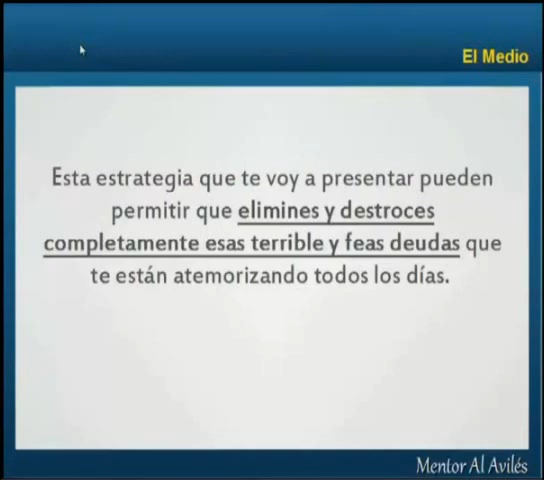 El Medio
Esta estrategia que te voy a presentar pueden
permitir que elimines y destroces
completamente esas terrible y feas deudas que
te están atemorizando todos los días.
Mentor Al Avilés